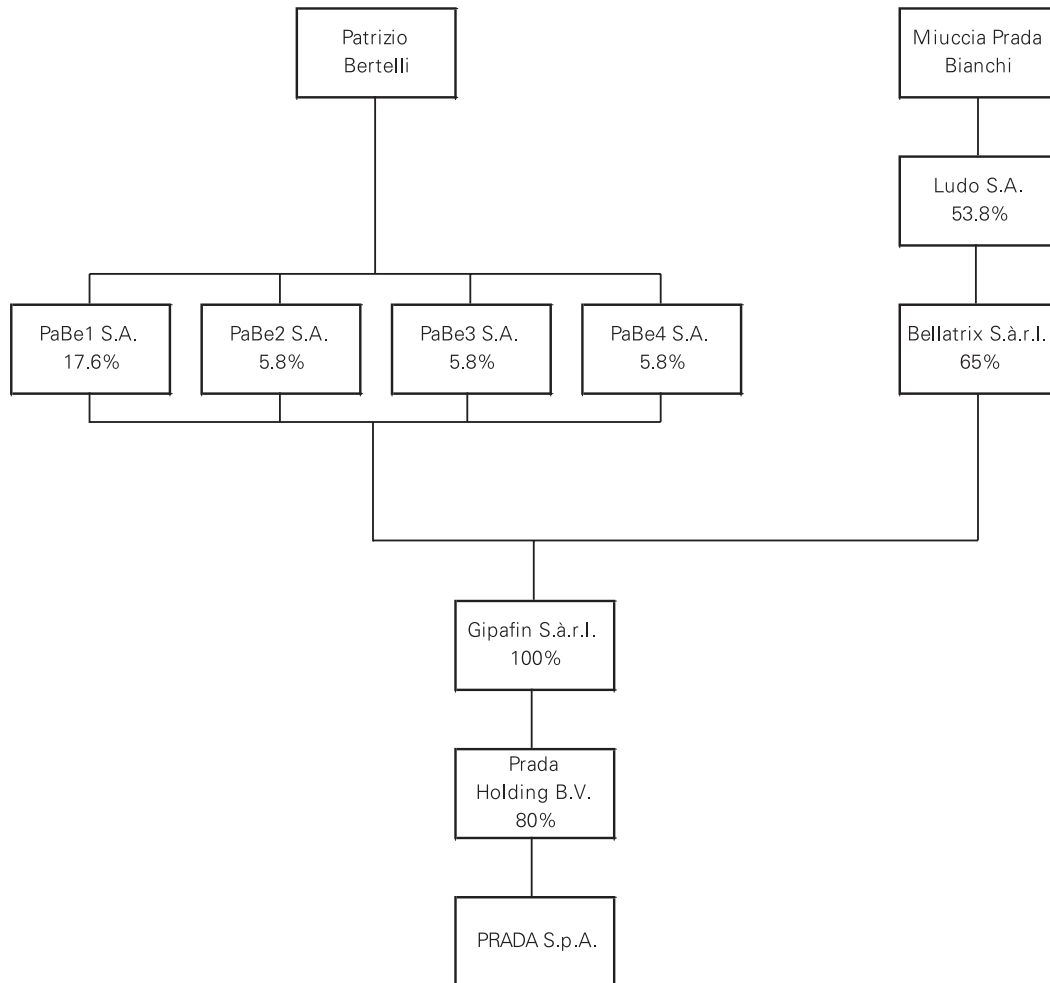 Patrizio
Bertelli
Miuccia Prada
Bianchi
Ludo S.A.
53.8%
PaBe1 S.A.
17.6%
PaBe2 S.A.
5.8%
PaBe3 S.A.
5.8%
PaBe4 S.A.
5.8%
Bellatrix S.à.r.l.
65%
Gipafin S.à.r.l.
100%
Prada
Holding B.V.
80%
PRADA S.p.A.